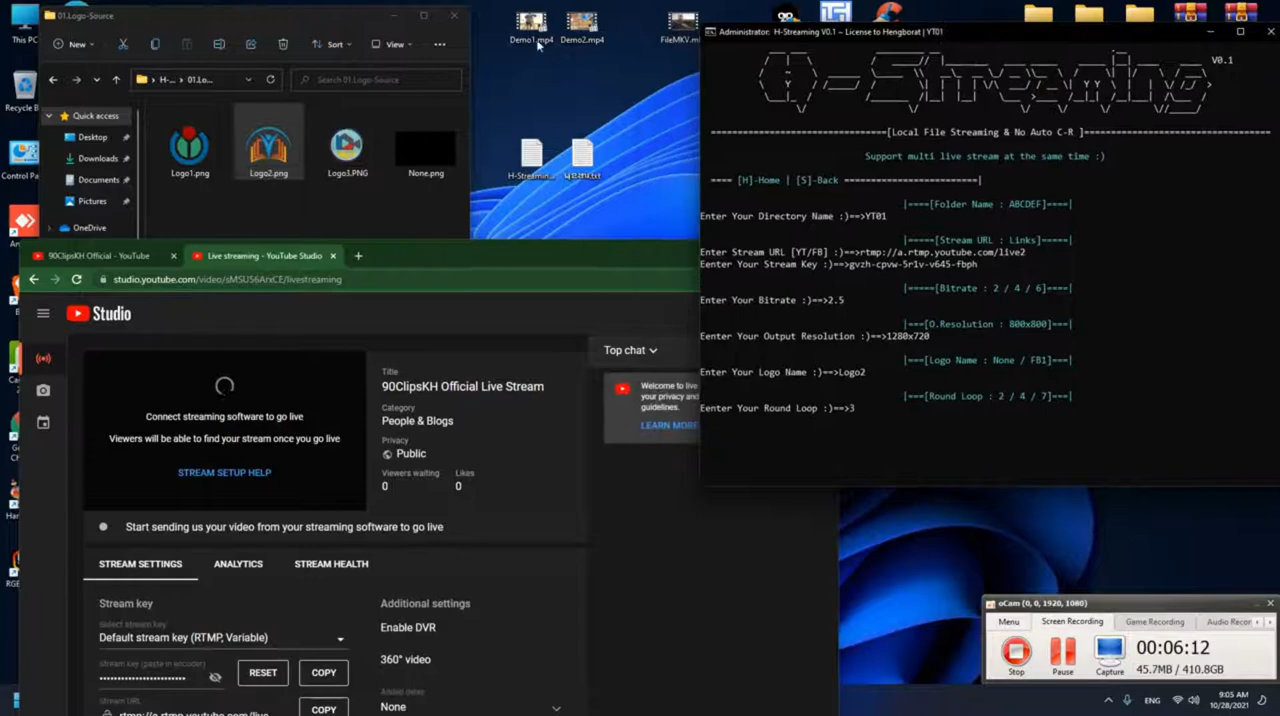 This PC
Recycle B
Control Pa
01.Logo-Source
New
Sort
View
H-... > 01.Lo...
Search 01.Logo-Source
Quick access
Desktop
Downloads
Documents
Pictures
OneDrive
Logo1.png
Logo2.png
Logo3.PNG
None.png
Demo1.mp4
Demo2.mp4
FileMKV.m
H-Streamin...
Administrator: H-Streaming V0.1 ~ License to Hengborat | YT01
H-Streaming
V0.1
===============================[Local File Streaming & No Auto C-R ]===============================
Support multi live stream at the same time :)
==== [H]-Home | [S]-Back =========================|
|====[Folder Name : ABCDEF]====|
Enter Your Directory Name :)==>YT01
|=====[Stream URL : Links]=====|
Enter Stream URL [YT/FB] :)==>rtmp://a.rtmp.youtube.com/live2
Eenter Your Stream Key :)==>gvzh-cpvw-5r1v-v645-fbph
|=====[Bitrate : 2 / 4 / 6]====|
Enter Your Bitrate :)==>2.5
|===[O.Resolution : 800x800]===|
Enter Your Output Resolution :)==>1280x720
|===[Logo Name : None / FB1]===|
Enter Your Logo Name :)==>Logo2
|===[Round Loop : 2 / 4 / 7]===|
Enter Your Round Loop :)==>3
90ClipsKH Official - YouTube
Live streaming - YouTube Studio
studio.youtube.com/video/sMSU56ArxCE/livestreaming
Studio
Connect streaming software to go live
Viewers will be able to find your stream once you go live
STREAM SETUP HELP
Title
90ClipsKH Official Live Stream
Category
People & Blogs
Privacy
Public
Viewers waiting
Likes
0
0
Top chat
Welcome to live
your privacy and
guidelines.
LEARN MORE
Start sending us your video from your streaming software to go live
STREAM SETTINGS
ANALYTICS
STREAM HEALTH
Stream key
Select stream key
Default stream key (RTMP, Variable)
Stream key (paste in encoder)
RESET
COPY
Stream URL
rtmp://a.rtmp.youtube.com/live
COPY
Additional settings
Enable DVR
360° video
Added delay
None
oCam (0, 0, 1920, 1080)
Menu
Screen Recording
Game Recording
Audio Recor
00:06:12
45.7MB / 410.8GB
Stop
Pause
Capture
ENG
9:05 AM
10/28/2021